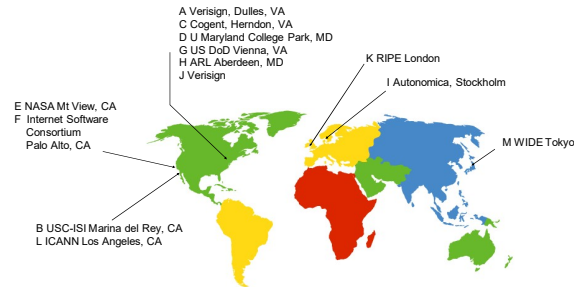 A Verisign, Dulles, VA
C Cogent, Herndon, VA
D U Maryland College Park, MD
G US DoD Vienna, VA
H ARL Aberdeen, MD
J Verisign
K RIPE London
I Autonomica, Stockholm
E NASA Mt View, CA
F Internet Software
Consortium
Palo Alto, CA
M WIDE Tokyo
B USC-ISI Marina del Rey, CA
L ICANN Los Angeles, CA